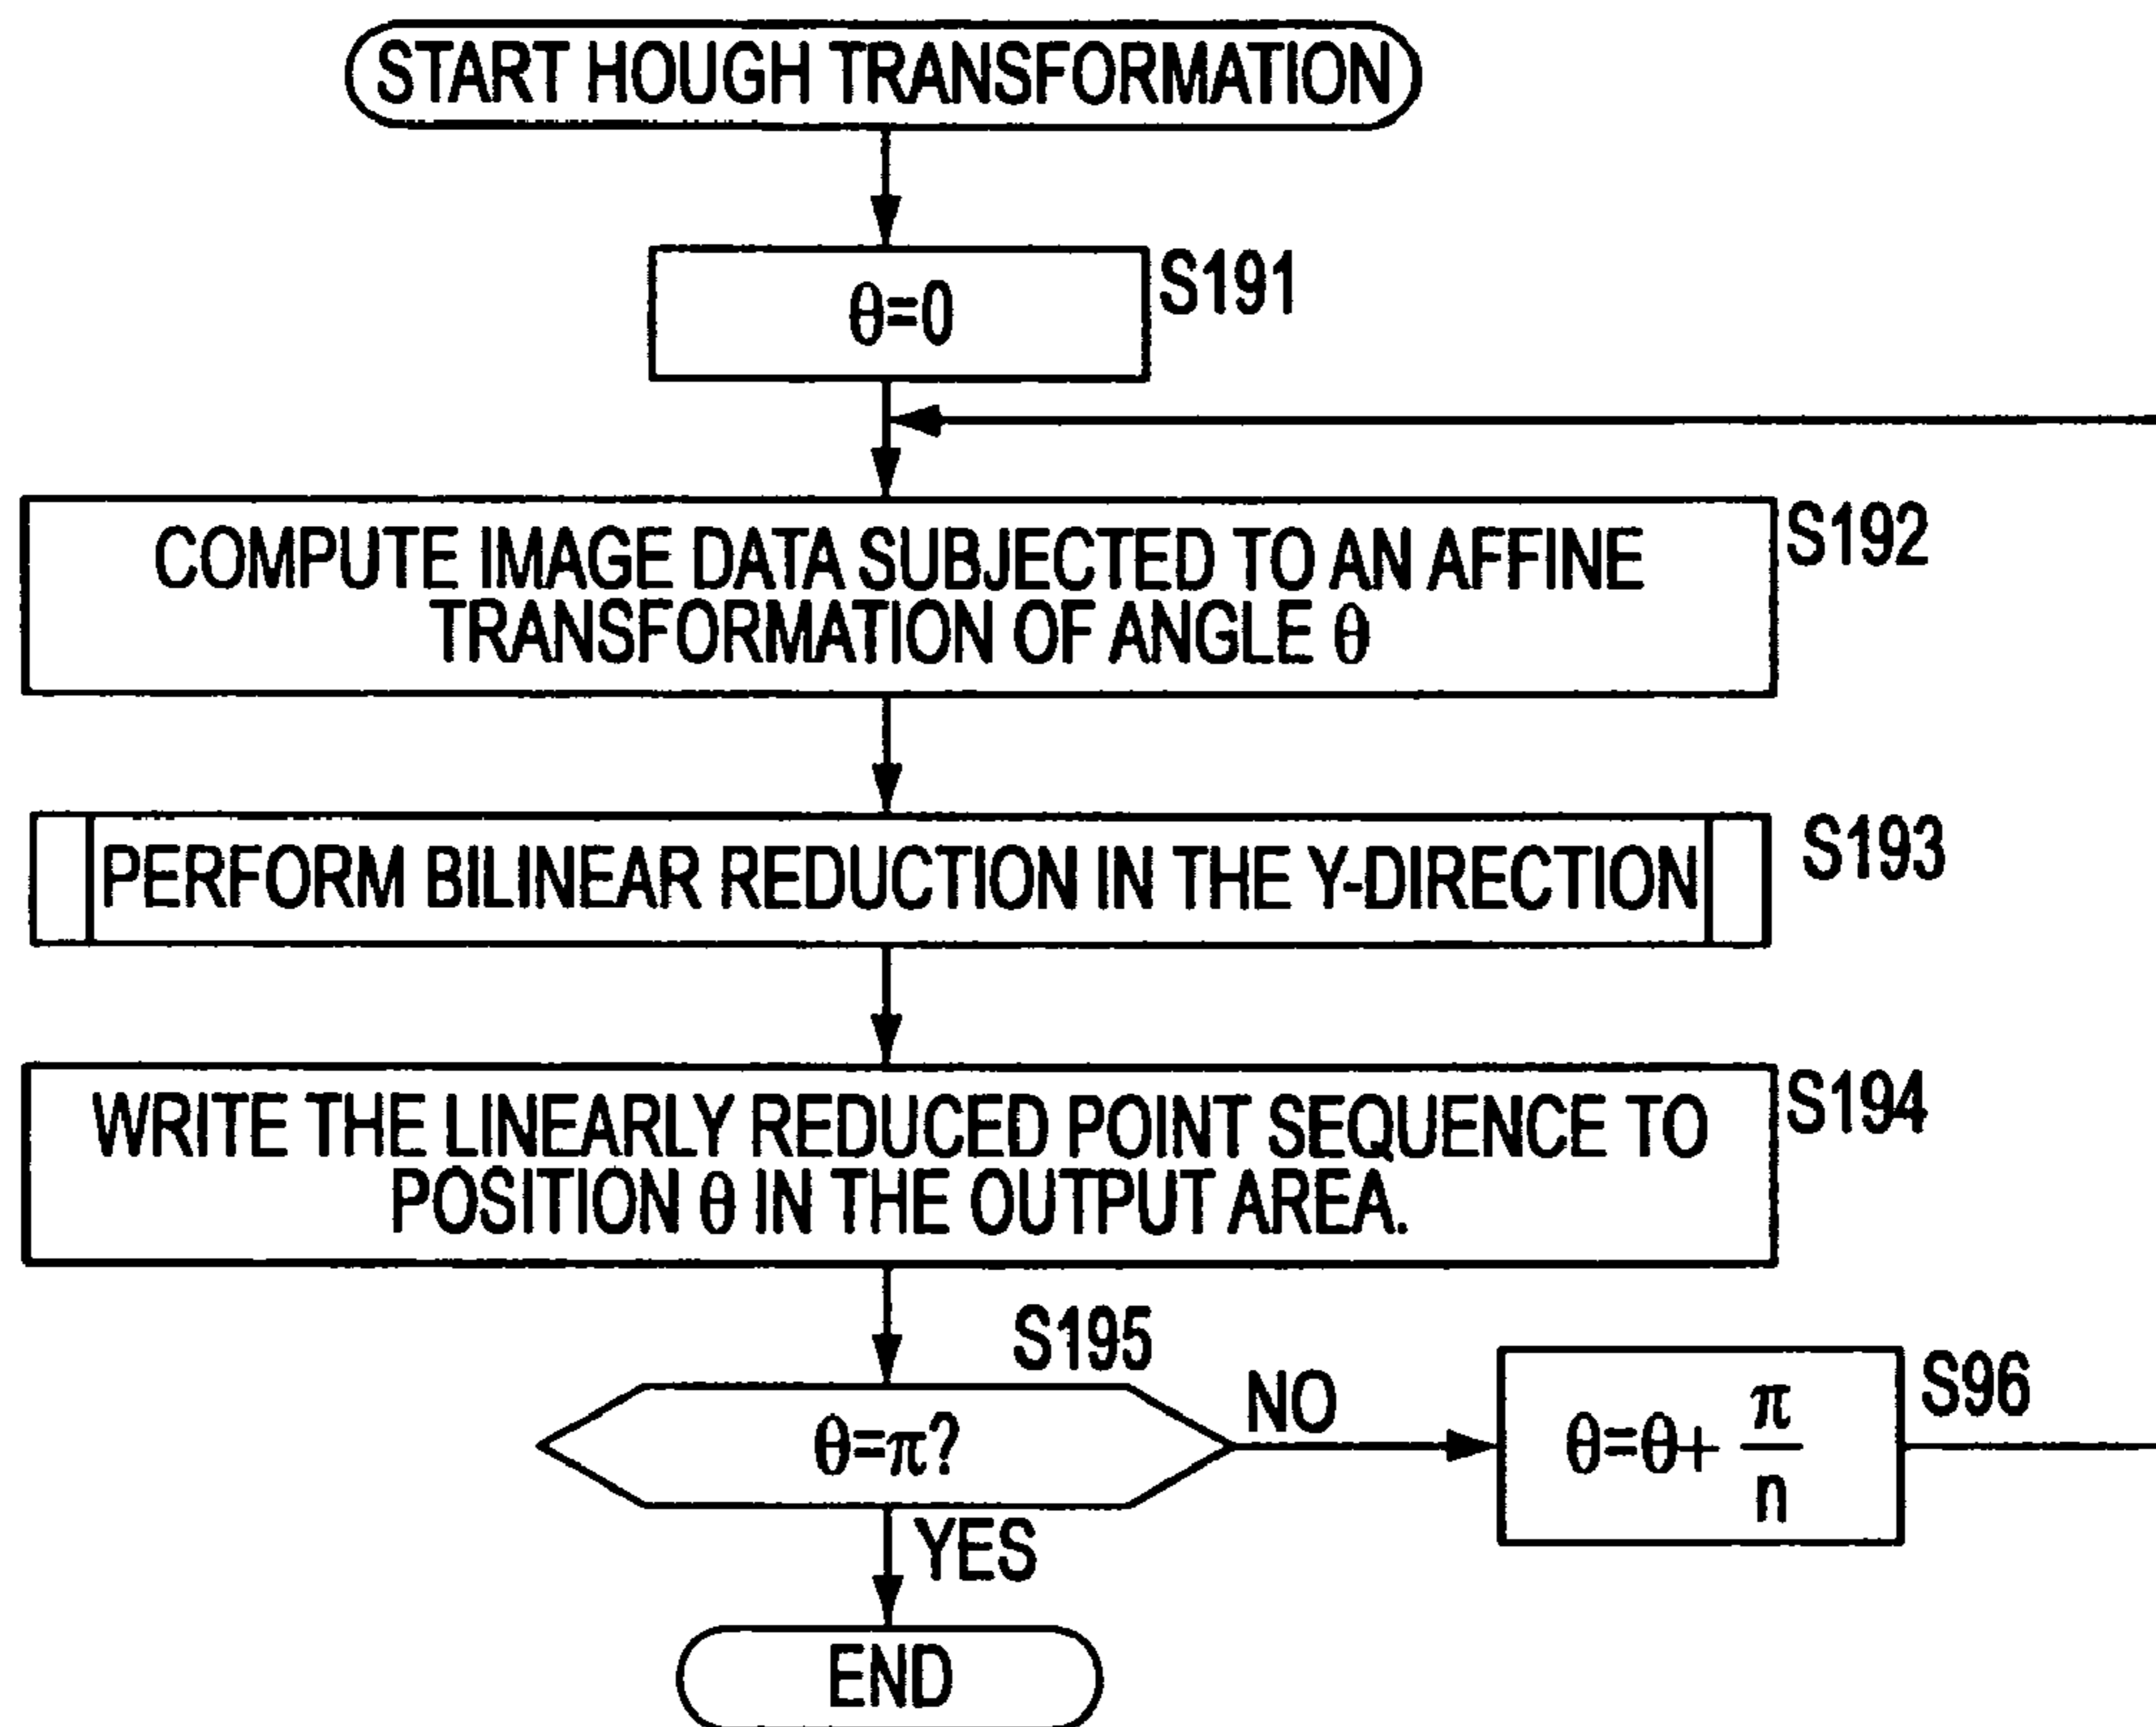 START HOUGH TRANSFORMATION
θ=0
S191
COMPUTE IMAGE DATA SUBJECTED TO AN AFFINE
TRANSFORMATION OF ANGLE θ
S192
PERFORM BILINEAR REDUCTION IN THE Y-DIRECTION
S193
WRITE THE LINEARLY REDUCED POINT SEQUENCE TO
POSITION θ IN THE OUTPUT AREA.
S194
S195
θ=π?
NO
θ=θ+ π/n
S96
YES
END